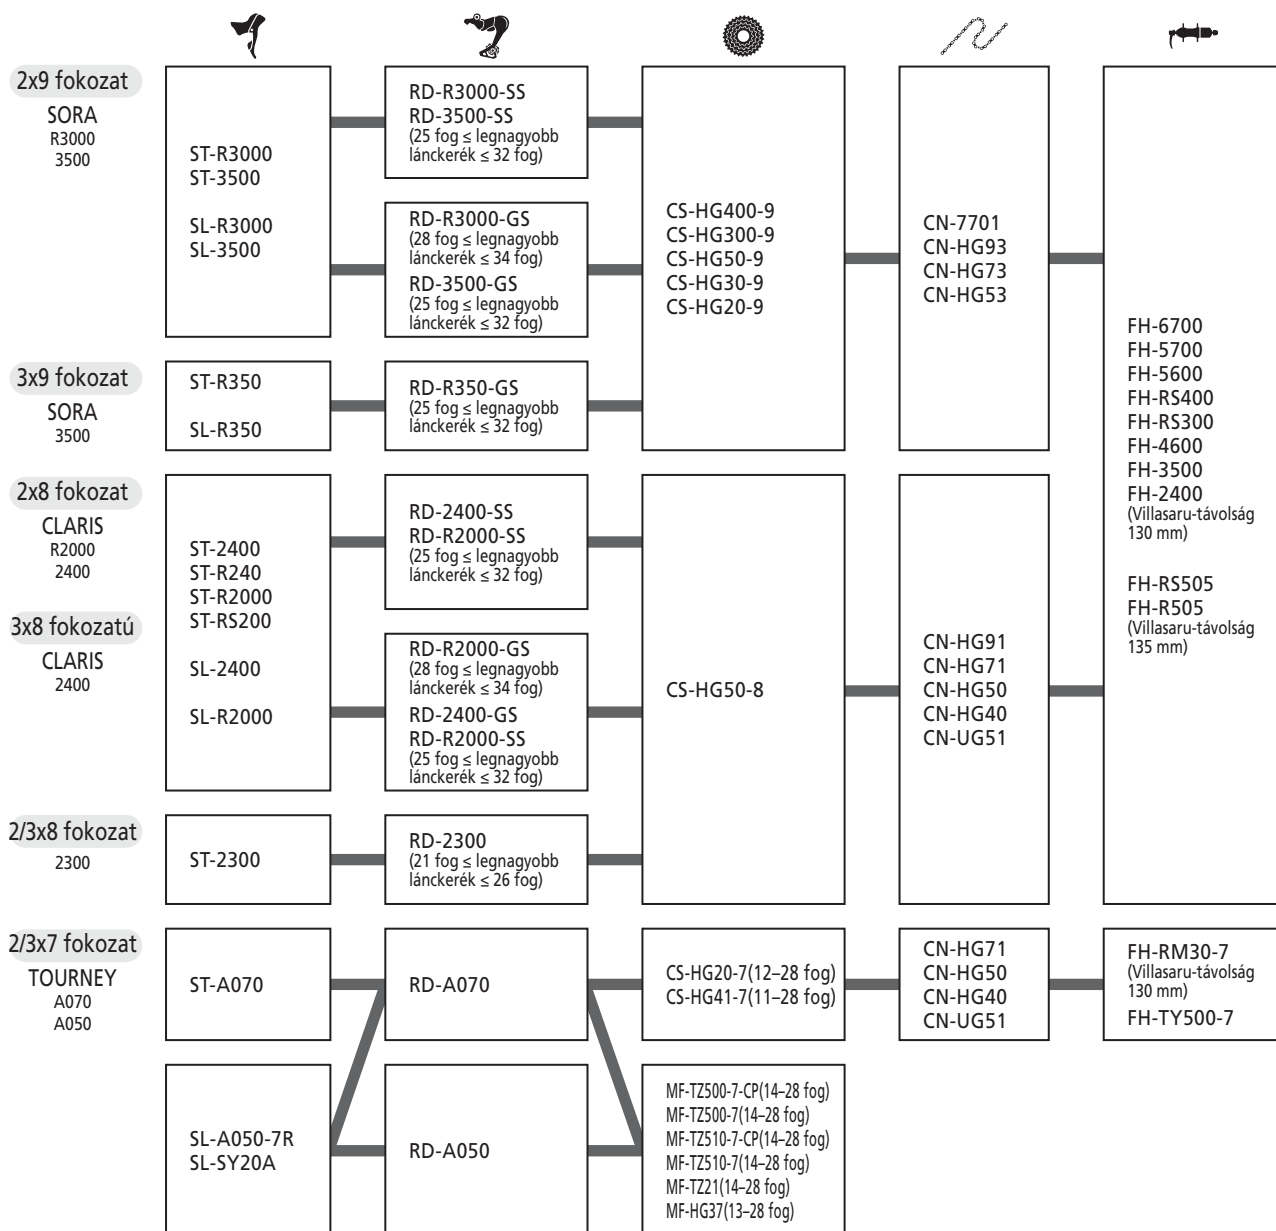 2x9 fokozat
SORA
R3000
3500
ST-R3000
ST-3500
SL-R3000
SL-3500
RD-R3000-SS
RD-3500-SS
(25 fog ≤ legnagyobb
lánckerék ≤ 32 fog)
RD-R3000-GS
(28 fog ≤ legnagyobb
lánckerék ≤ 34 fog)
RD-3500-GS
(25 fog ≤ legnagyobb
lánckerék ≤ 32 fog)
CS-HG400-9
CS-HG300-9
CS-HG50-9
CS-HG30-9
CS-HG20-9
CN-7701
CN-HG93
CN-HG73
CN-HG53
FH-6700
FH-5700
FH-5600
FH-RS400
FH-RS300
FH-4600
FH-3500
FH-2400
(Villasaru-távolság
130 mm)
FH-RS505
FH-R505
(Villasaru-távolság
135 mm)
3x9 fokozat
SORA
3500
ST-R350
SL-R350
RD-R350-GS
(25 fog ≤ legnagyobb
lánckerék ≤ 32 fog)
2x8 fokozat
CLARIS
R2000
2400
3x8 fokozatú
CLARIS
2400
ST-2400
ST-R240
ST-R2000
ST-RS200
SL-2400
SL-R2000
RD-2400-SS
RD-R2000-SS
(25 fog ≤ legnagyobb
lánckerék ≤ 32 fog)
RD-R2000-GS
(28 fog ≤ legnagyobb
lánckerék ≤ 34 fog)
RD-2400-GS
RD-R2000-SS
(25 fog ≤ legnagyobb
lánckerék ≤ 32 fog)
CS-HG50-8
CN-HG91
CN-HG71
CN-HG50
CN-HG40
CN-UG51
2/3x8 fokozat
2300
ST-2300
RD-2300
(21 fog ≤ legnagyobb
lánckerék ≤ 26 fog)
2/3x7 fokozat
TOURNEY
A070
A050
ST-A070
RD-A070
CS-HG20-7(12–28 fog)
CS-HG41-7(11–28 fog)
CN-HG71
CN-HG50
CN-HG40
CN-UG51
FH-RM30-7
(Villasaru-távolság
130 mm)
FH-TY500-7
SL-A050-7R
SL-SY20A
RD-A050
MF-TZ500-7-CP(14–28 fog)
MF-TZ500-7(14–28 fog)
MF-TZ510-7-CP(14–28 fog)
MF-TZ510-7(14–28 fog)
MF-TZ21(14–28 fog)
MF-HG37(13–28 fog)